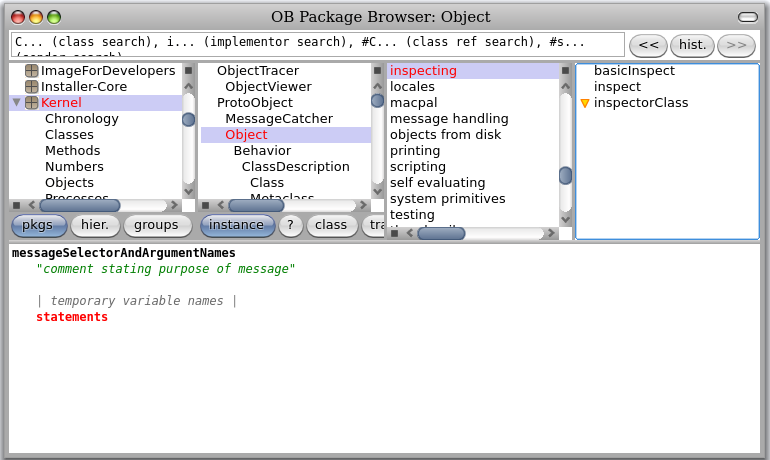 OB Package Browser: Object
C... (class search), i... (implementor search), #C... (class ref search), #s...
<<
hist.
>>
ImageForDevelopers
Installer-Core
Kernel
Chronology
Classes
Methods
Numbers
Objects
Processes
ObjectTracer
ObjectViewer
ProtoObject
MessageCatcher
Object
Behavior
ClassDescription
Class
Metaclass
inspecting
locales
macpal
message handling
objects from disk
printing
scripting
self evaluating
system primitives
testing
basicInspect
inspect
inspectorClass
pkgs
hier.
groups
instance
?
class
tra
messageSelectorAndArgumentNames
"comment stating purpose of message"
| temporary variable names |
statements